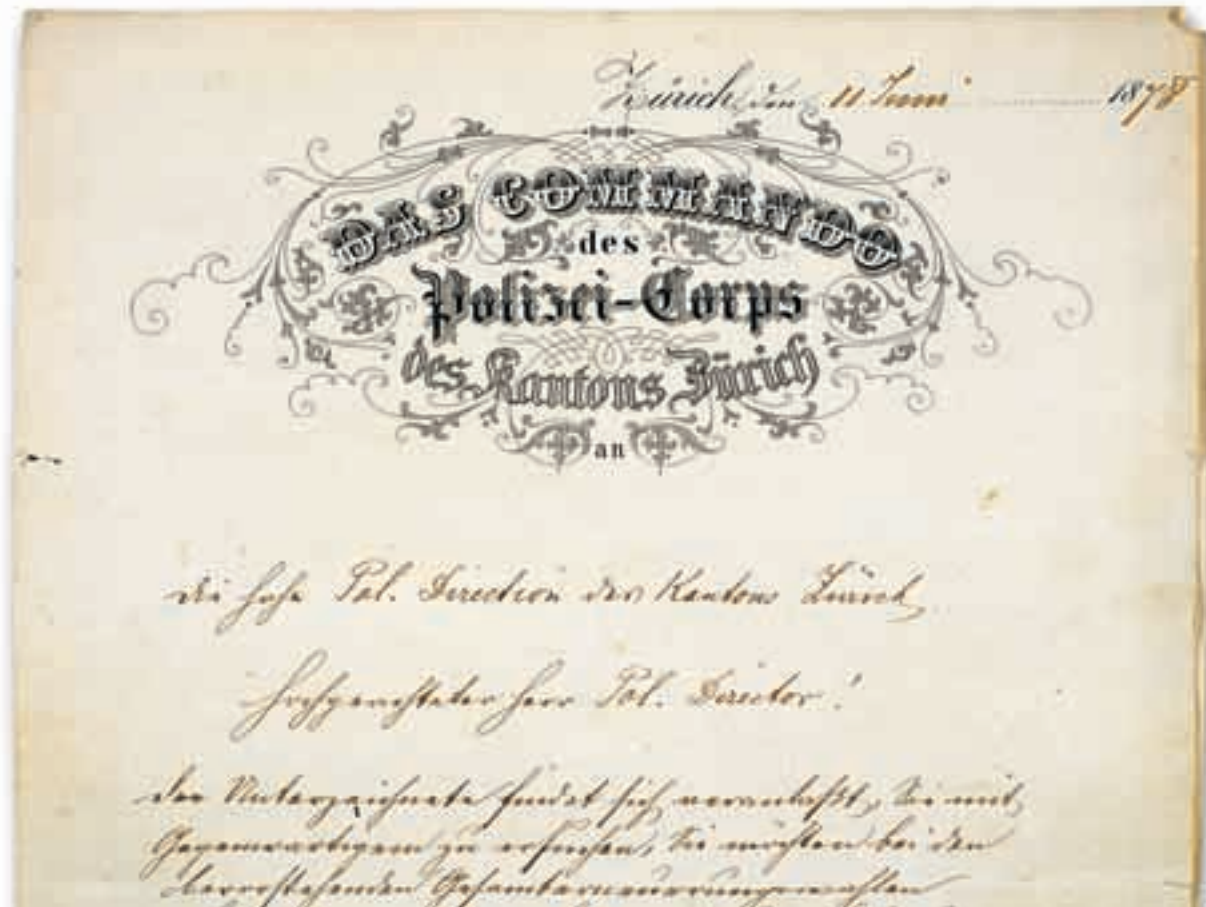 Zürich, den 11 Juni 1878
DAS COMMANDO
des
Polizei-Corps
des Kantons Zürich
an
die hohe Pol. Direction des Kantons Zürich
Hochgeachteter Herr Pol. Director!
Der Unterzeichnete findet sich veranlaßt, Sie mit
Gegenwärtigem zu ersuchen, Sie möchten bei den
bevorstehenden Gesammterneuerungswahlen